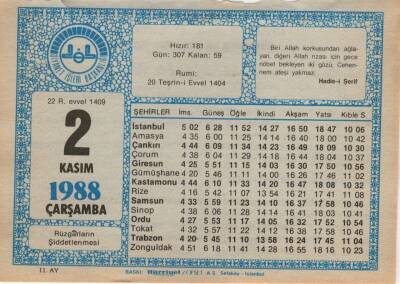 DİYANET İŞLERİ BAŞKANLIĞI
Hızır: 181
Gün: 307 Kalan: 59
Rumi:
20 Teşrin-i Evvel 1404
Biri Allah korkusundan ağla-
yan, diğeri Allah rızası için gece
nöbet bekleyen iki gözü, Cehen-
nem ateşi yakmaz.
Hadis-i Şerif
22 R. evvel 1409
2
KASIM
1988
ÇARŞAMBA
Rüzgârların
Şiddetlenmesi
ŞEHİRLER İms. Güneş Öğle İkindi Akşam Yatsı Kıble S
İstanbul 5 02 6 28 11 52 14 27 16 50 18 47 10 06
Amasya 4 35 6 00 11 25 14 14 16 40 18 00 10 42
Çankırı 4 44 6 09 11 34 14 23 16 49 18 09 10 30
Çorum 4 38 6 04 11 29 14 18 16 44 18 04 10 37
Giresun 4 25 5 51 11 15 14 03 16 30 17 50 10 56
Gümüşhane 4 20 5 46 11 11 14 00 16 26 17 46 11 02
Kastamonu 4 44 6 10 11 33 14 20 16 47 18 08 10 32
Rize 4 16 5 42 11 07 13 54 16 21 17 41 11 09
Samsun 4 33 5 59 11 23 14 10 16 37 17 58 10 46
Sinop 4 38 6 06 11 28 14 14 16 41 18 03 10 41
Ordu 4 27 5 53 11 17 14 05 16 32 17 52 10 54
Tokat 4 32 5 57 11 22 14 12 16 38 17 58 10 46
Trabzon 4 20 5 45 11 10 13 58 16 24 17 45 11 04
Zonguldak 4 51 6 18 11 41 14 28 16 55 18 16 10 23
11. AY
BASKI: Hürriyet OFSET A.Ş. Sefaköy - İstanbul